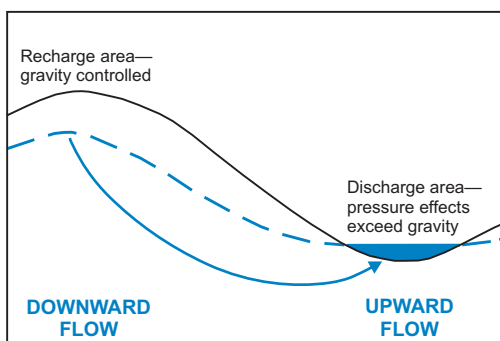 Recharge area—
gravity controlled
Discharge area—
pressure effects
exceed gravity
DOWNWARD
FLOW
UPWARD
FLOW